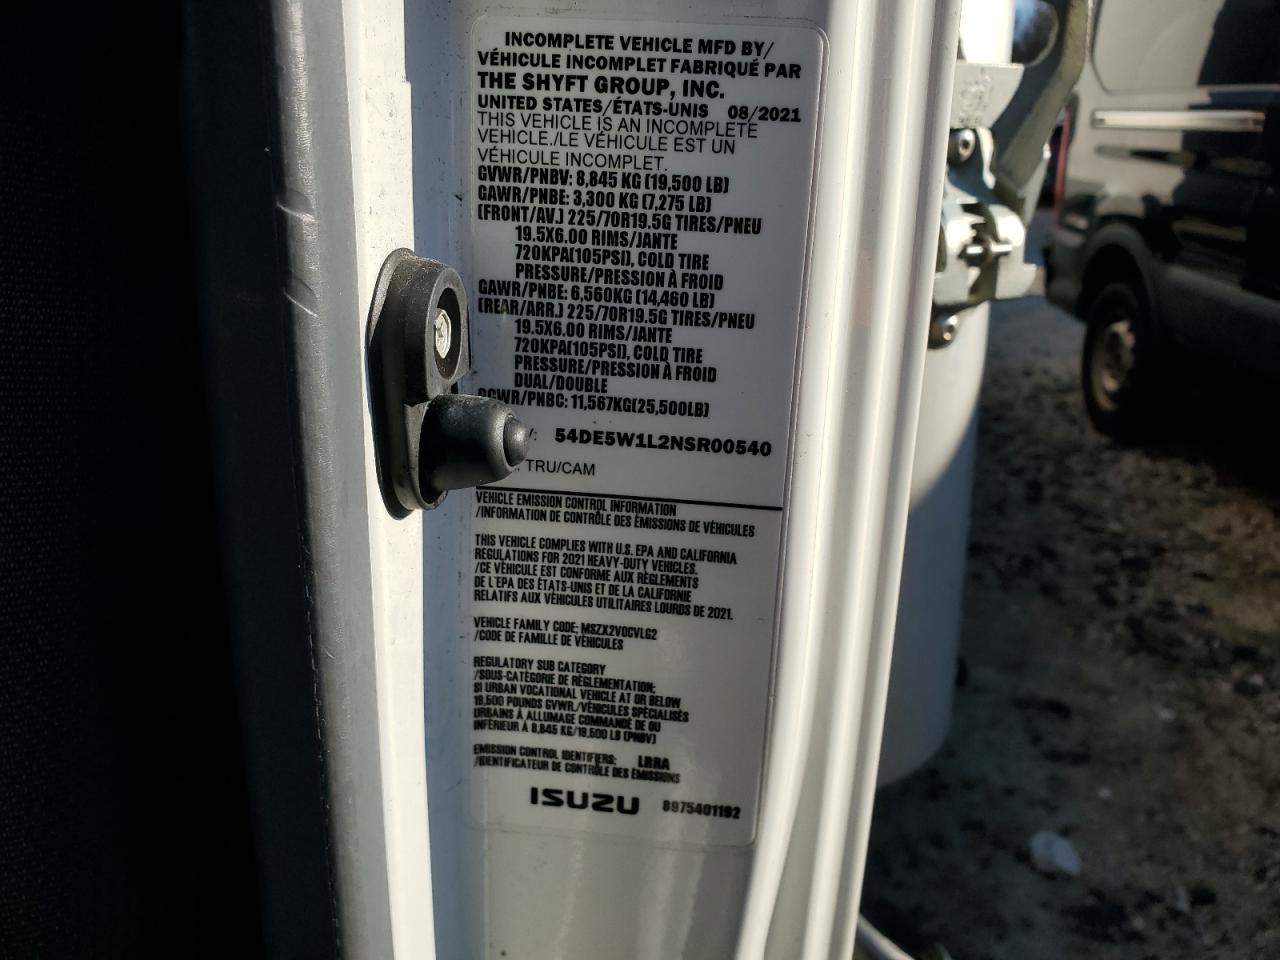 INCOMPLETE VEHICLE MFD BY/
VÉHICULE INCOMPLET FABRIQUÉ PAR
THE SHYFT GROUP, INC.
UNITED STATES/ÉTATS-UNIS 08/2021
THIS VEHICLE IS AN INCOMPLETE
VEHICLE./LE VÉHICULE EST UN
VÉHICULE INCOMPLET.
GVWR/PNBV: 8,845 KG (19,500 LB)
GAWR/PNBE: 3,300 KG (7,275 LB)
(FRONT/AV.) 225/70R19.5G TIRES/PNEU
19.5X6.00 RIMS/JANTE
720KPA(105PSI), COLD TIRE
PRESSURE/PRESSION À FROID
GAWR/PNBE: 6,560KG (14,460 LB)
(REAR/ARR.) 225/70R19.5G TIRES/PNEU
19.5X6.00 RIMS/JANTE
720KPA(105PSI), COLD TIRE
PRESSURE/PRESSION À FROID
DUAL/DOUBLE
GCWR/PNBC: 11,567KG(25,500LB)
54DE5W1L2NSR00540
TRU/CAM
VEHICLE EMISSION CONTROL INFORMATION
/INFORMATION DE CONTRÔLE DES ÉMISSIONS DE VÉHICULES
THIS VEHICLE COMPLIES WITH U.S. EPA AND CALIFORNIA
REGULATIONS FOR 2021 HEAVY-DUTY VEHICLES.
/CE VÉHICULE EST CONFORME AUX RÈGLEMENTS
DE L'EPA DES ÉTATS-UNIS ET DE LA CALIFORNIE
RELATIFS AUX VÉHICULES UTILITAIRES LOURDS DE 2021.
VEHICLE FAMILY CODE: MSZX2VOCVLG2
/CODE DE FAMILLE DE VÉHICULES
REGULATORY SUB CATEGORY
/SOUS-CATÉGORIE DE RÉGLEMENTATION:
SI URBAN VOCATIONAL VEHICLE AT OR BELOW
19,500 POUNDS GVWR./VÉHICULES SPÉCIALISÉS
URBAINS À ALLUMAGE COMMANDÉ DE OU
INFÉRIEUR À 8,845 KG/19,500 LB (PNBV)
EMISSION CONTROL IDENTIFIERS: LRRA
/IDENTIFICATEUR DE CONTRÔLE DES ÉMISSIONS
ISUZU 8975401192